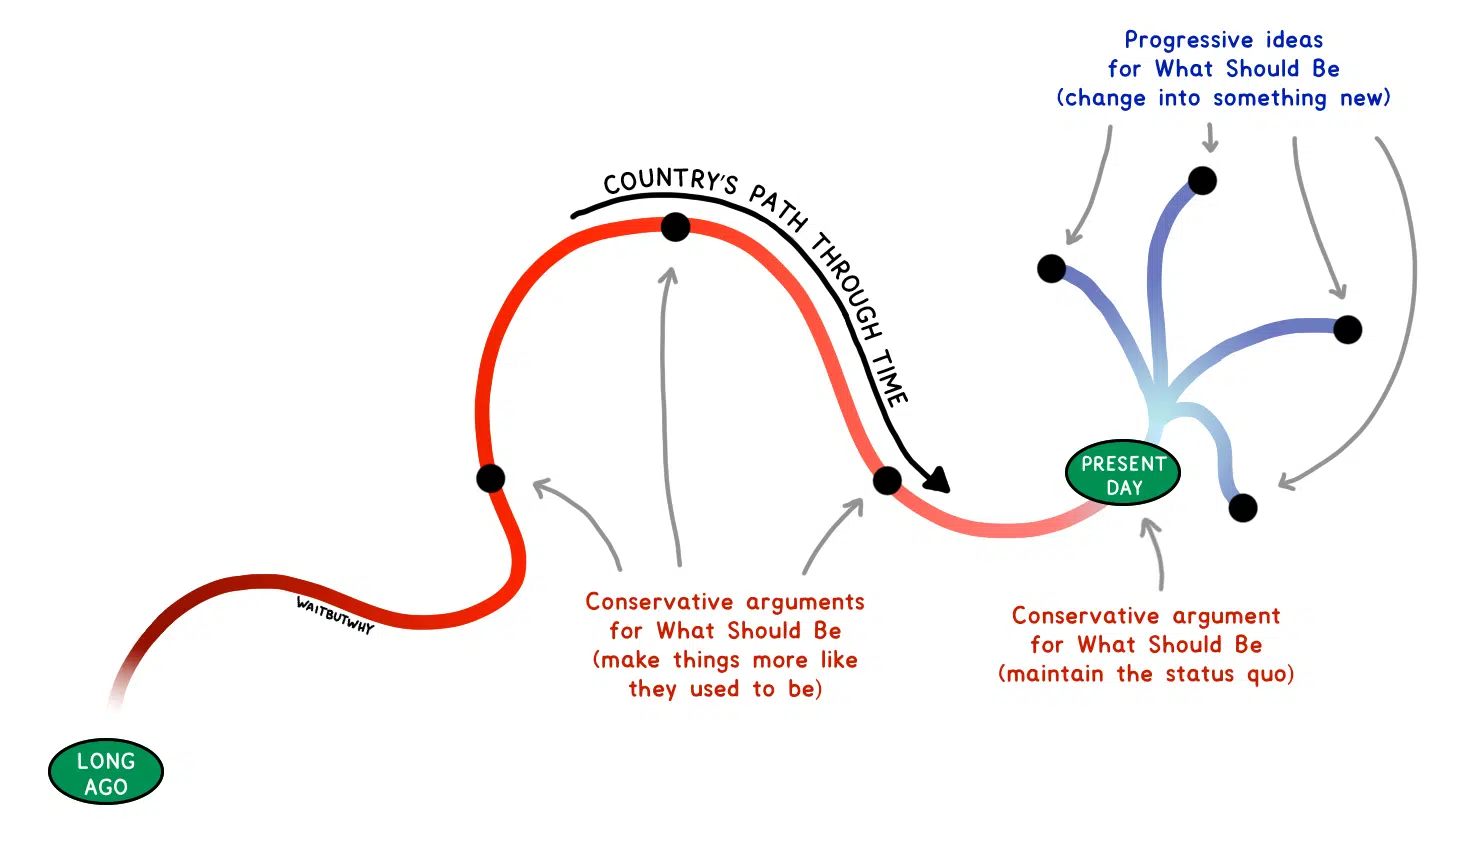 Progressive ideas
for What Should Be
(change into something new)
COUNTRY'S PATH THROUGH TIME
PRESENT
DAY
WAITBUTWHY
Conservative arguments
for What Should Be
(make things more like
they used to be)
Conservative argument
for What Should Be
(maintain the status quo)
LONG
AGO